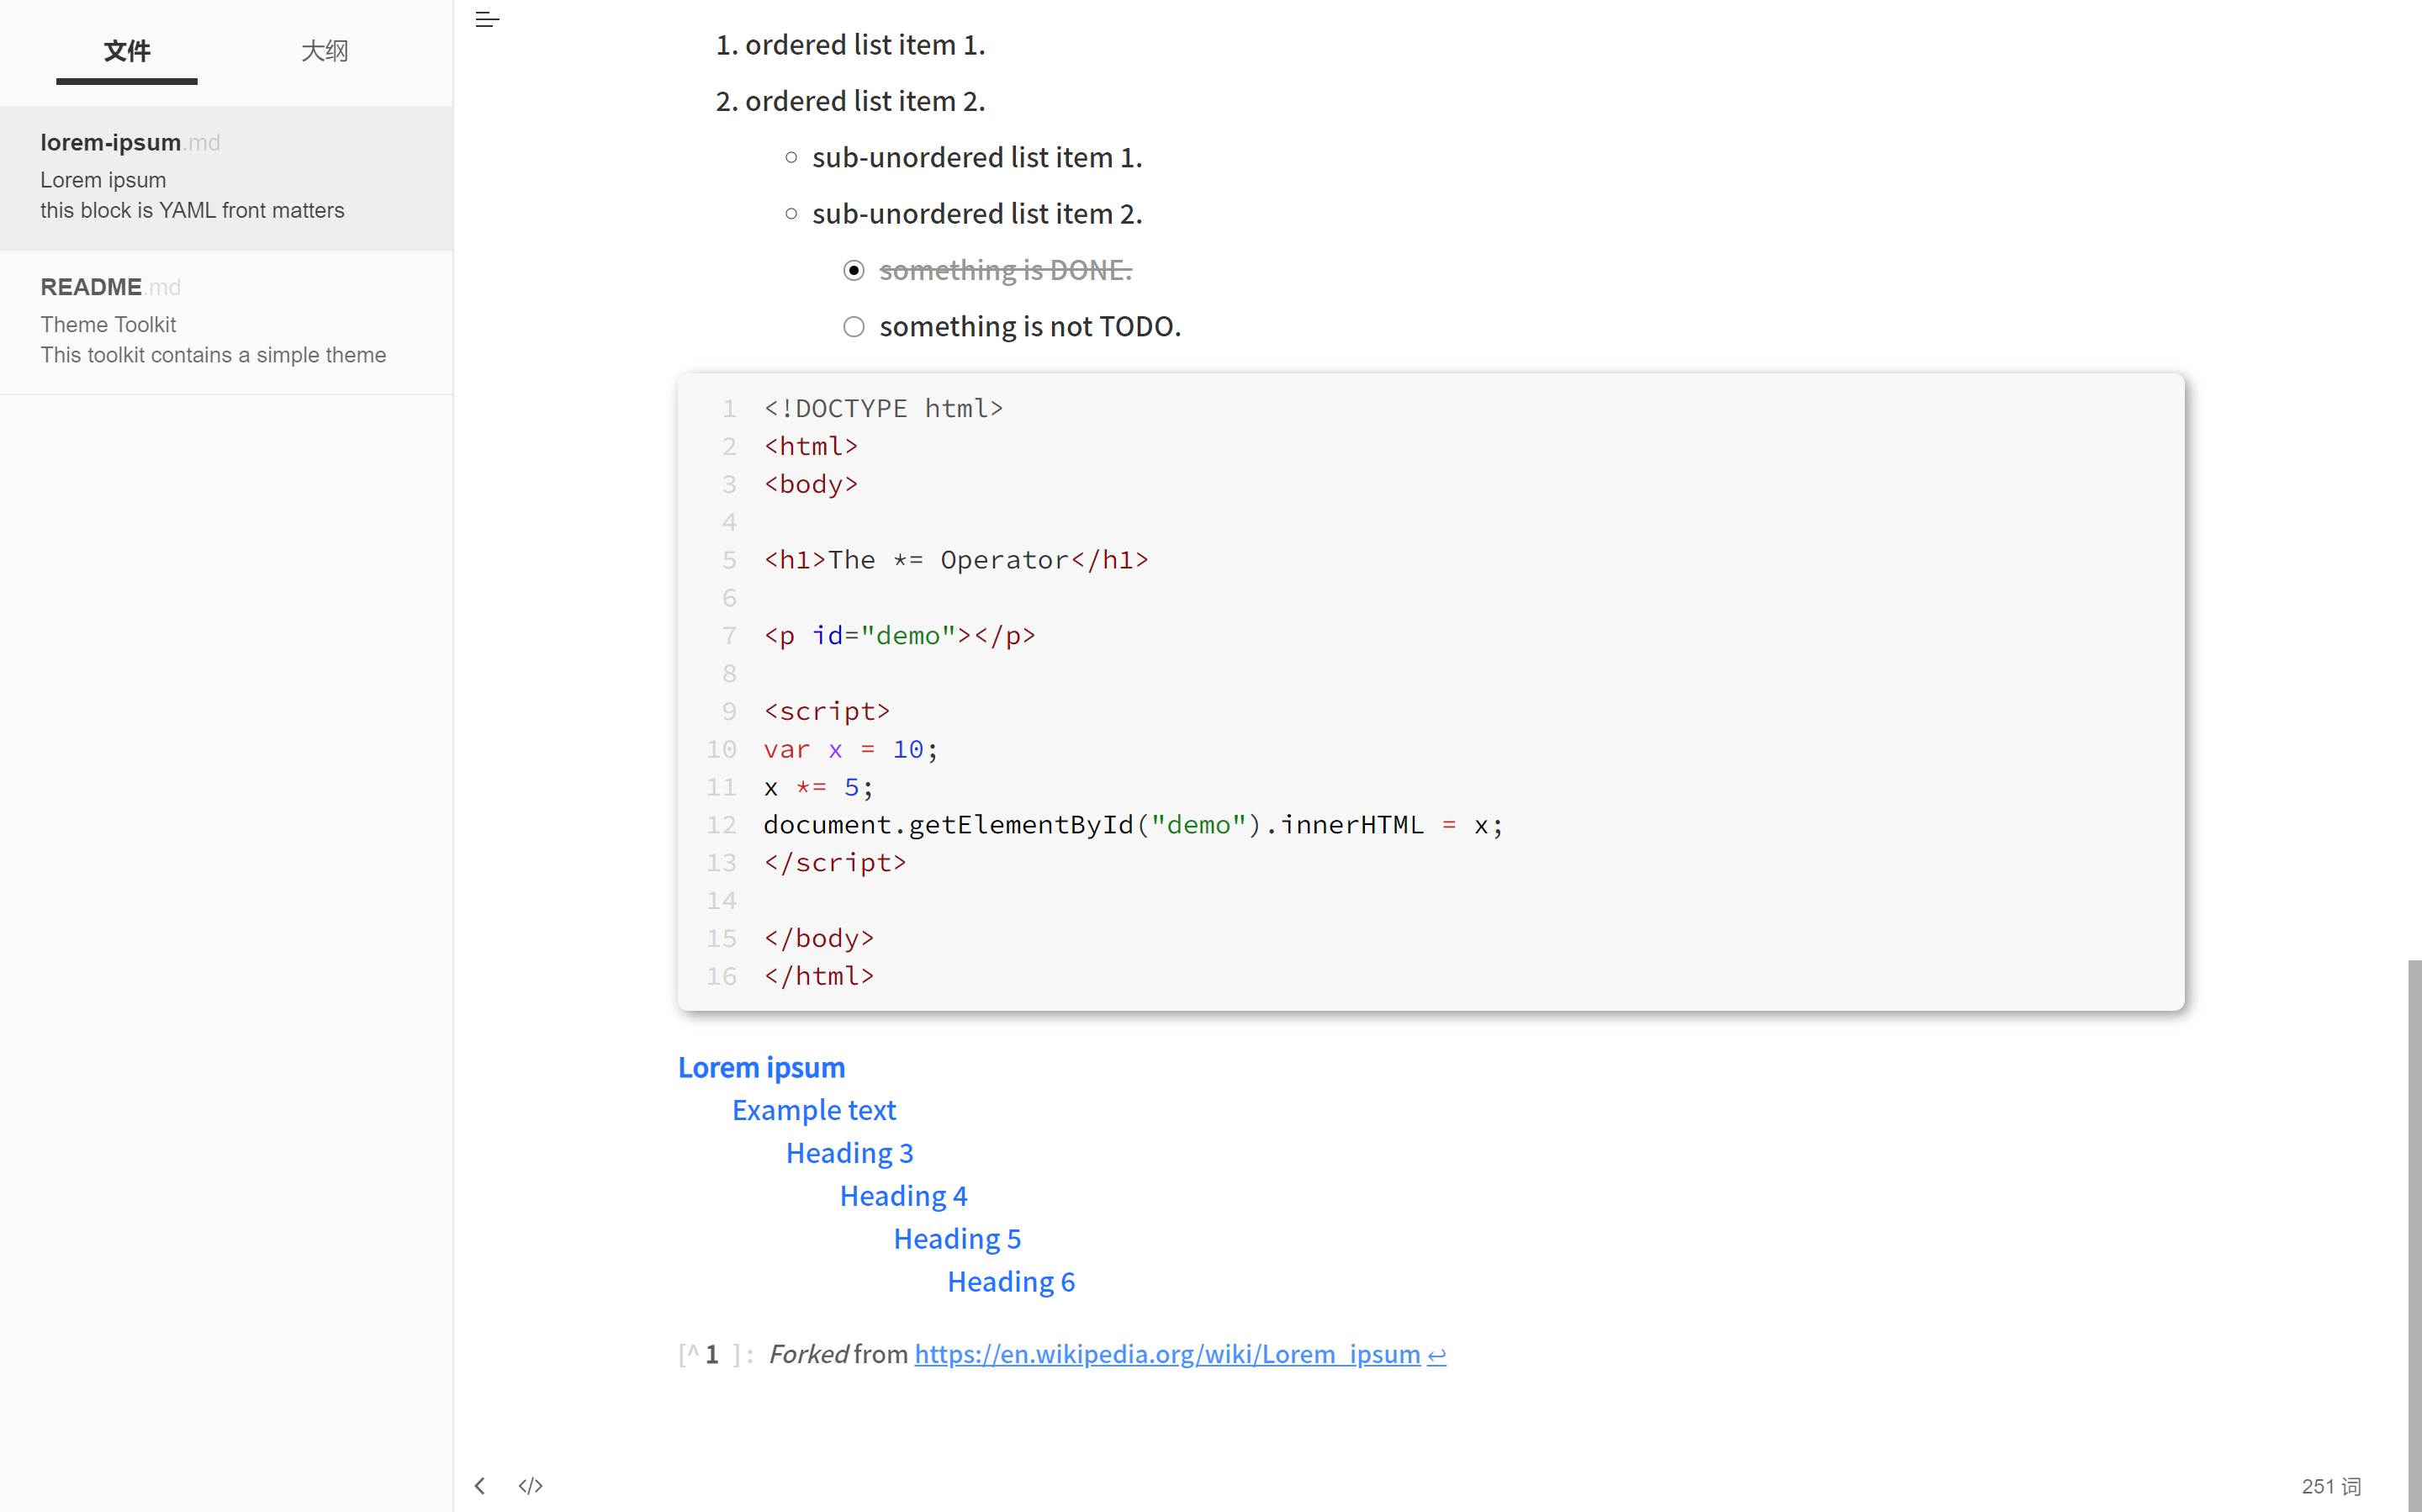 文件
大纲
lorem-ipsum.md
Lorem ipsum
this block is YAML front matters
README.md
Theme Toolkit
This toolkit contains a simple theme
1. ordered list item 1.
2. ordered list item 2.
sub-unordered list item 1.
sub-unordered list item 2.
something is DONE.
something is not TODO.
1 <!DOCTYPE html>
2 <html>
3 <body>
4
5 <h1>The *= Operator</h1>
6
7 <p id="demo"></p>
8
9 <script>
10 var x = 10;
11 x *= 5;
12 document.getElementById("demo").innerHTML = x;
13 </script>
14
15 </body>
16 </html>
Lorem ipsum
Example text
Heading 3
Heading 4
Heading 5
Heading 6
[^ 1 ]: Forked from https://en.wikipedia.org/wiki/Lorem_ipsum ↩
</>
251 词